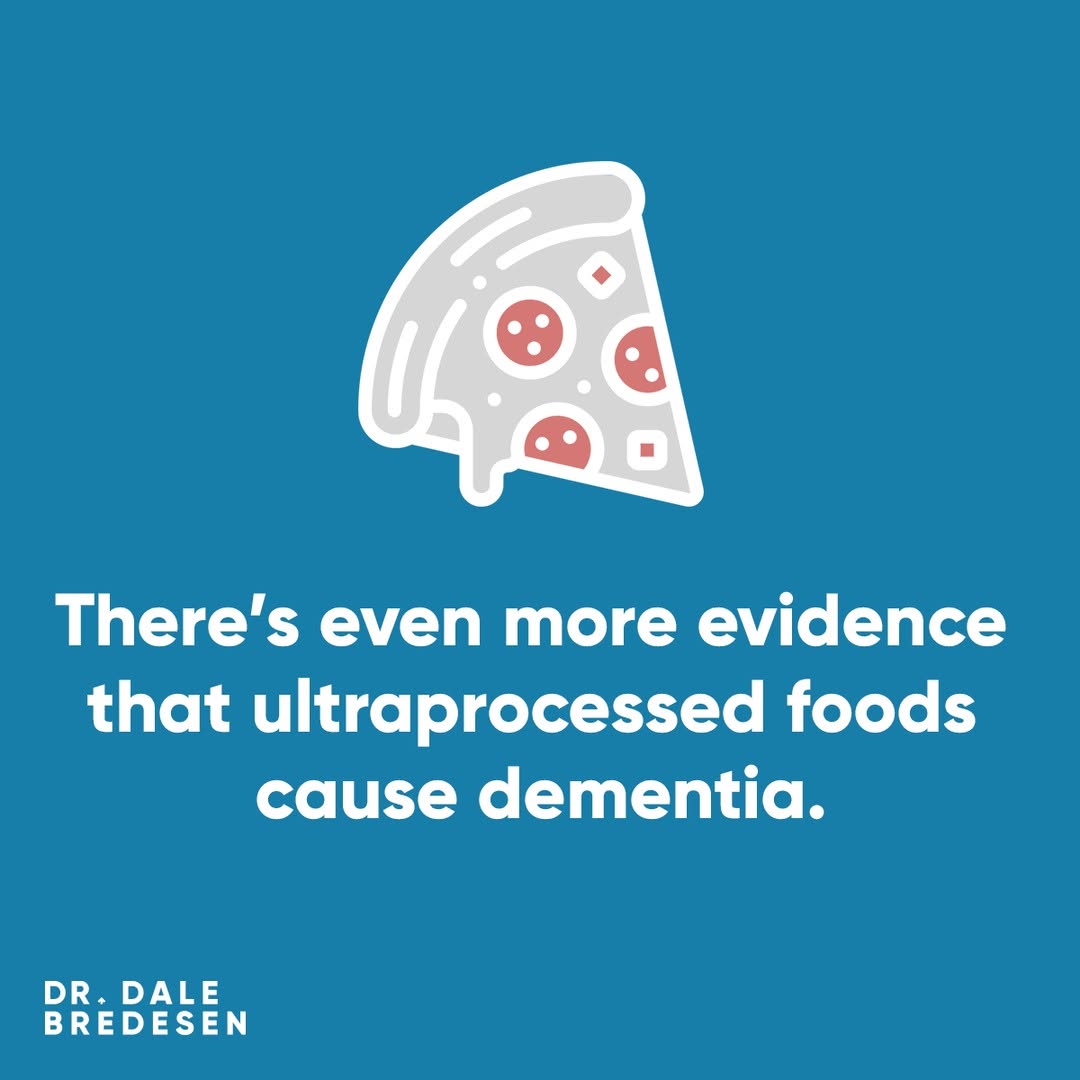 There's even more evidence
that ultraprocessed foods
cause dementia.
DR. DALE
BREDESEN